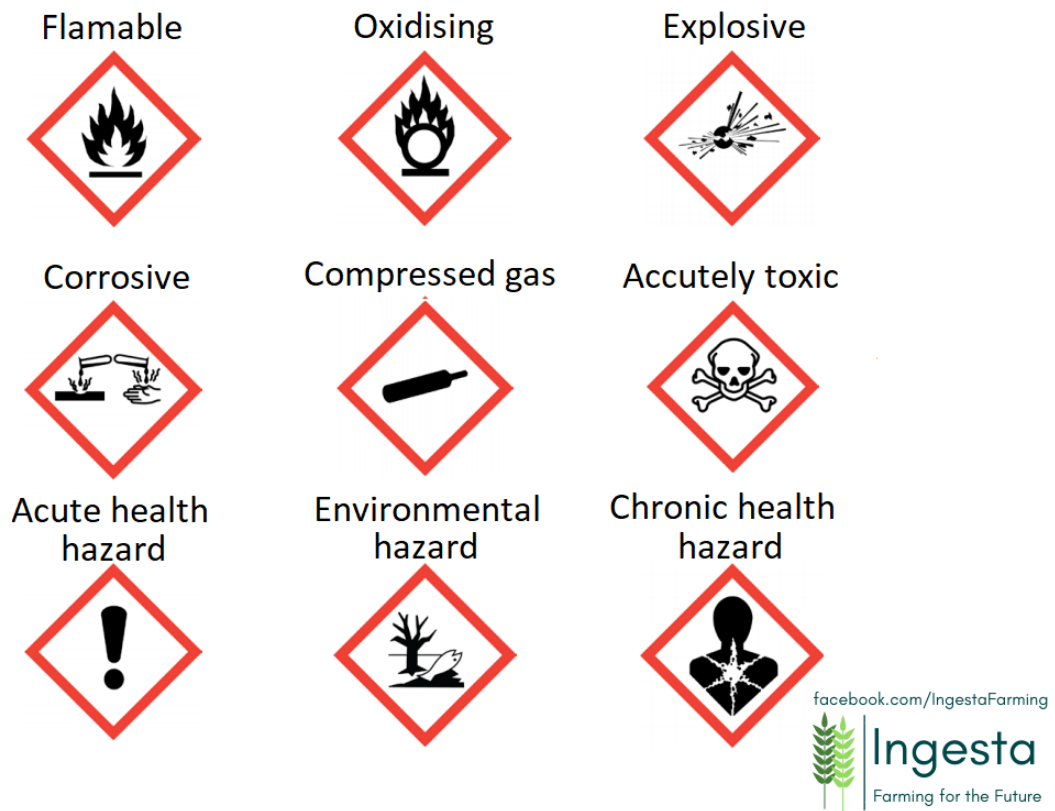 Flamable
Oxidising
Explosive
Corrosive
Compressed gas
Accutely toxic
Acute health
hazard
Environmental
hazard
Chronic health
hazard
facebook.com/IngestaFarming
Ingesta
Farming for the Future